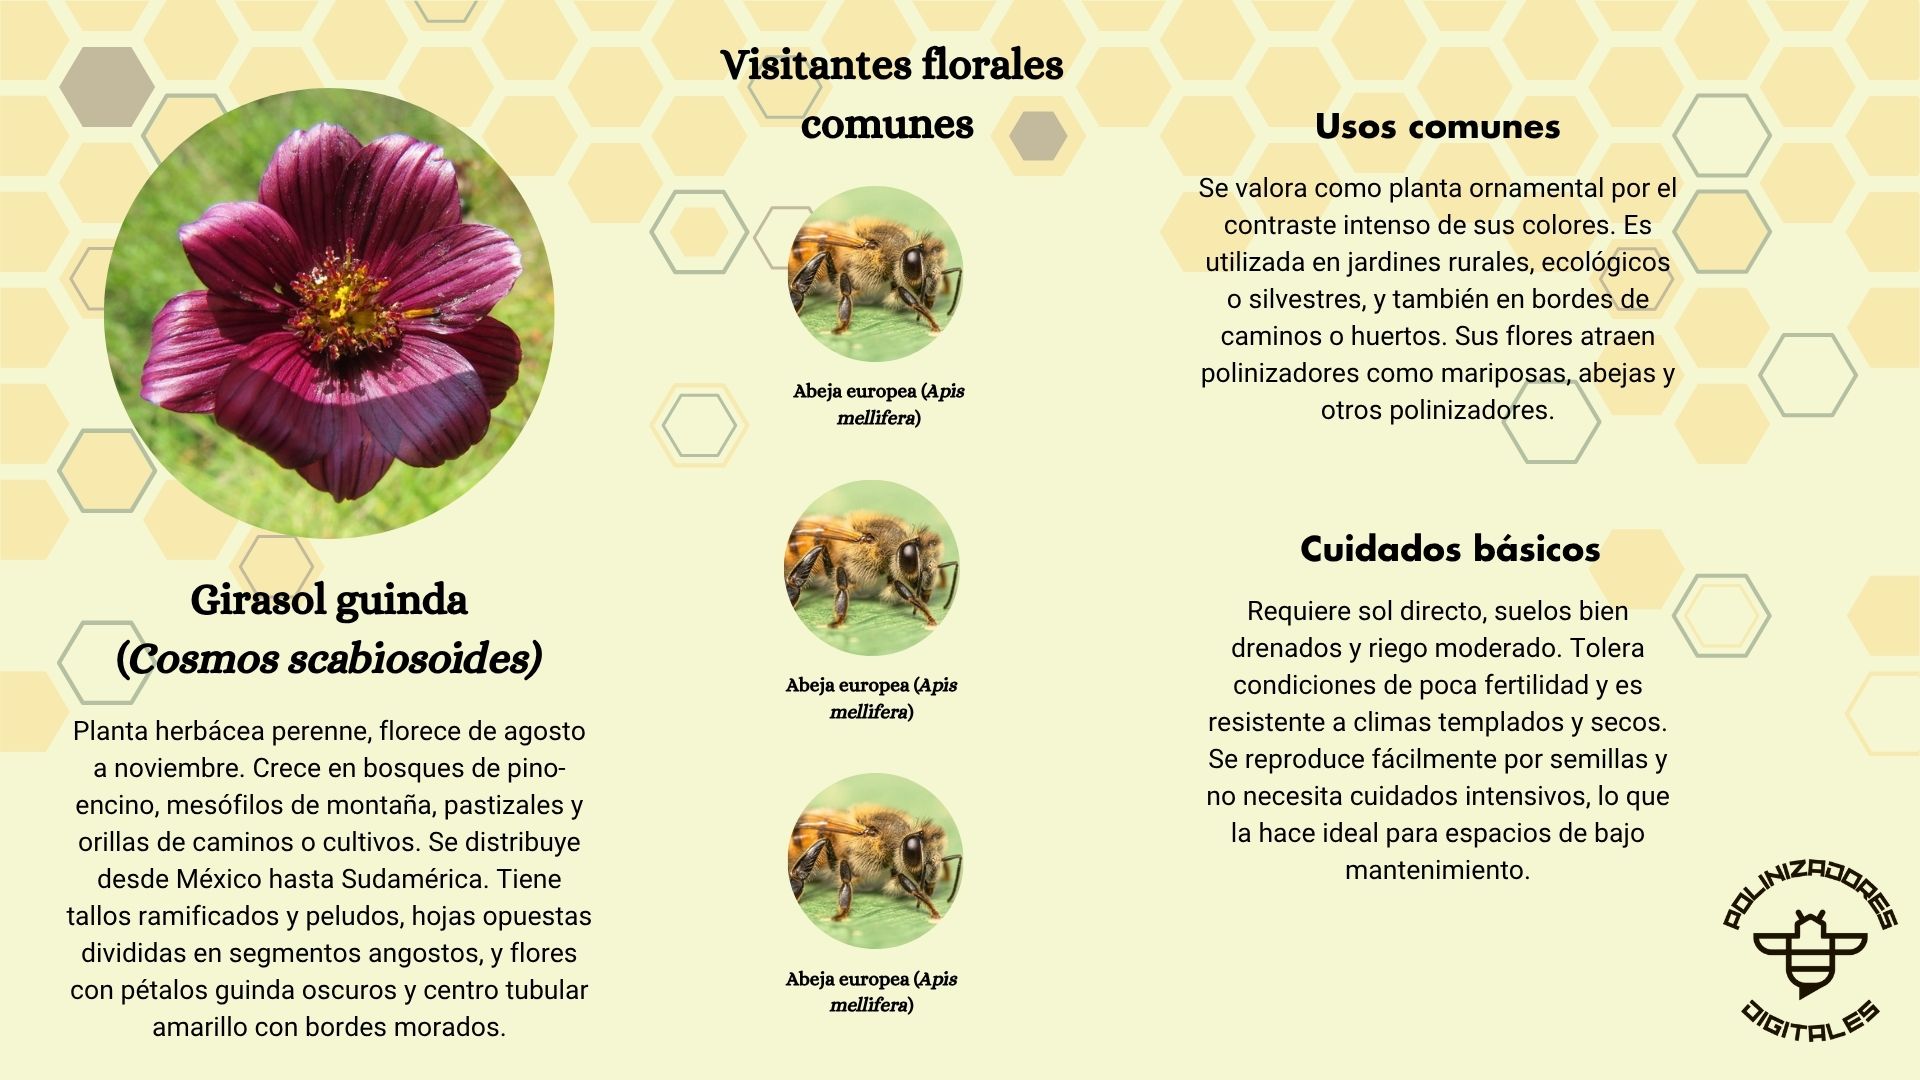 Girasol guinda
(Cosmos scabiosoides)
Planta herbácea perenne, florece de agosto
a noviembre. Crece en bosques de pino-
encino, mesófilos de montaña, pastizales y
orillas de caminos o cultivos. Se distribuye
desde México hasta Sudamérica. Tiene
tallos ramificados y peludos, hojas opuestas
divididas en segmentos angostos, y flores
con pétalos guinda oscuros y centro tubular
amarillo con bordes morados.
Visitantes florales
comunes
Abeja europea (Apis
mellifera)
Abeja europea (Apis
mellifera)
Abeja europea (Apis
mellifera)
Usos comunes
Se valora como planta ornamental por el
contraste intenso de sus colores. Es
utilizada en jardines rurales, ecológicos
o silvestres, y también en bordes de
caminos o huertos. Sus flores atraen
polinizadores como mariposas, abejas y
otros polinizadores.
Cuidados básicos
Requiere sol directo, suelos bien
drenados y riego moderado. Tolera
condiciones de poca fertilidad y es
resistente a climas templados y secos.
Se reproduce fácilmente por semillas y
no necesita cuidados intensivos, lo que
la hace ideal para espacios de bajo
mantenimiento.
POLINIZADORES
DIGITALES